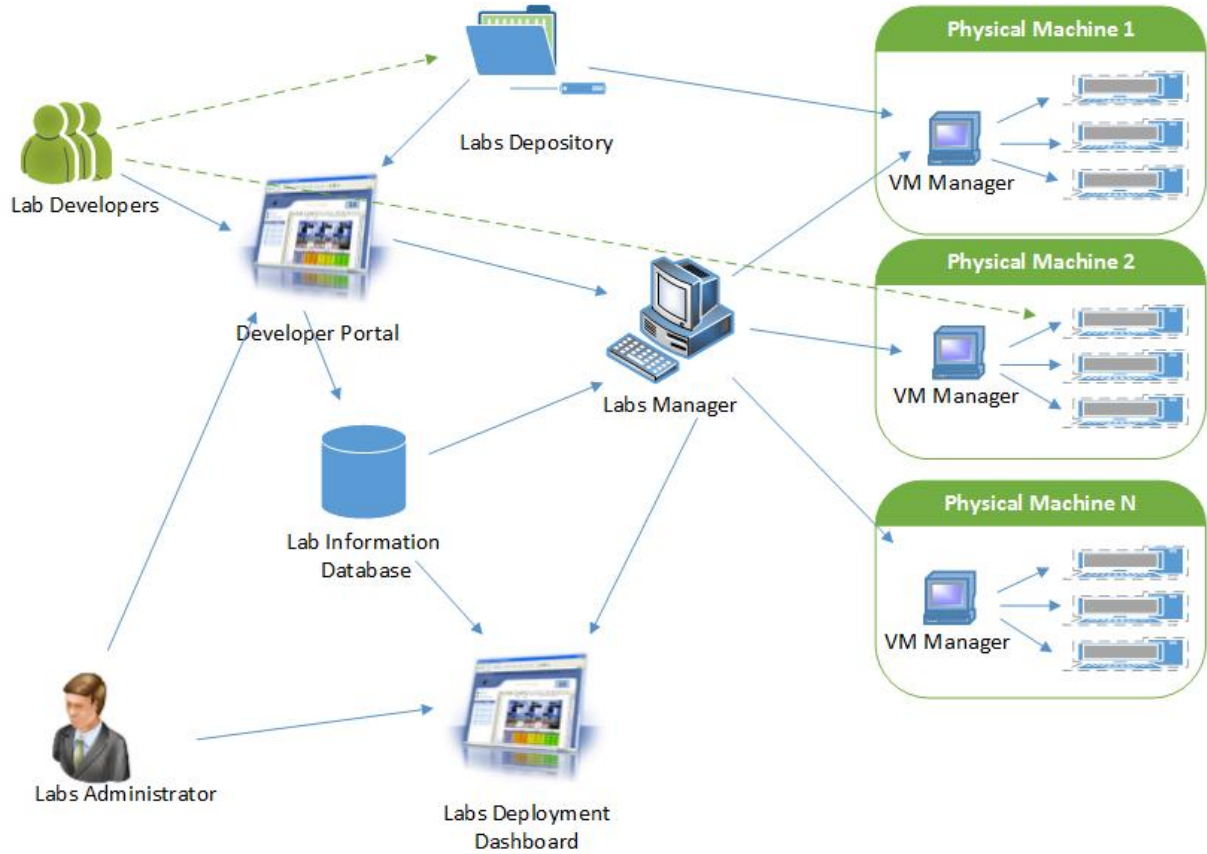 Physical Machine 1
Labs Depository
VM Manager
Lab Developers
Physical Machine 2
Developer Portal
VM Manager
Labs Manager
Physical Machine N
Lab Information
Database
VM Manager
Labs Administrator
Labs Deployment
Dashboard